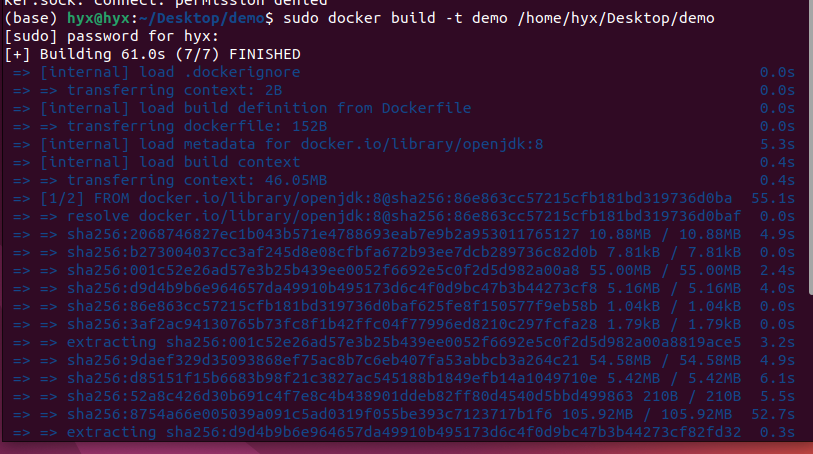 ker.sock: connect: permission denied
(base) hyx@hyx:~/Desktop/demo$ sudo docker build -t demo /home/hyx/Desktop/demo
[sudo] password for hyx:
[+] Building 61.0s (7/7) FINISHED
=> [internal] load .dockerignore 0.0s
=> => transferring context: 2B 0.0s
=> [internal] load build definition from Dockerfile 0.0s
=> => transferring dockerfile: 152B 0.0s
=> [internal] load metadata for docker.io/library/openjdk:8 5.3s
=> [internal] load build context 0.4s
=> => transferring context: 46.05MB 0.4s
=> [1/2] FROM docker.io/library/openjdk:8@sha256:86e863cc57215cfb181bd319736d0ba 55.1s
=> => resolve docker.io/library/openjdk:8@sha256:86e863cc57215cfb181bd319736d0baf 0.0s
=> => sha256:2068746827ec1b043b571e4788693eab7e9b2a953011765127 10.88MB / 10.88MB 4.9s
=> => sha256:b273004037cc3af245d8e08cfbfa672b93ee7dcb289736c82d0b 7.81kB / 7.81kB 0.0s
=> => sha256:001c52e26ad57e3b25b439ee0052f6692e5c0f2d5d982a00a8 55.00MB / 55.00MB 2.4s
=> => sha256:d9d4b9b6e964657da49910b495173d6c4f0d9bc47b3b44273cf8 5.16MB / 5.16MB 4.0s
=> => sha256:86e863cc57215cfb181bd319736d0baf625fe8f150577f9eb58b 1.04kB / 1.04kB 0.0s
=> => sha256:3af2ac94130765b73fc8f1b42ffc04f77996ed8210c297fcfa28 1.79kB / 1.79kB 0.0s
=> => extracting sha256:001c52e26ad57e3b25b439ee0052f6692e5c0f2d5d982a00a8819ace5 3.2s
=> => sha256:9daef329d35093868ef75ac8b7c6eb407fa53abbcb3a264c21 54.58MB / 54.58MB 4.9s
=> => sha256:d85151f15b6683b98f21c3827ac545188b1849efb14a1049710e 5.42MB / 5.42MB 6.1s
=> => sha256:52a8c426d30b691c4f7e8c4b438901ddeb82ff80d4540d5bbd499863 210B / 210B 5.5s
=> => sha256:8754a66e005039a091c5ad0319f055be393c7123717b1f6 105.92MB / 105.92MB 52.7s
=> => extracting sha256:d9d4b9b6e964657da49910b495173d6c4f0d9bc47b3b44273cf82fd32 0.3s